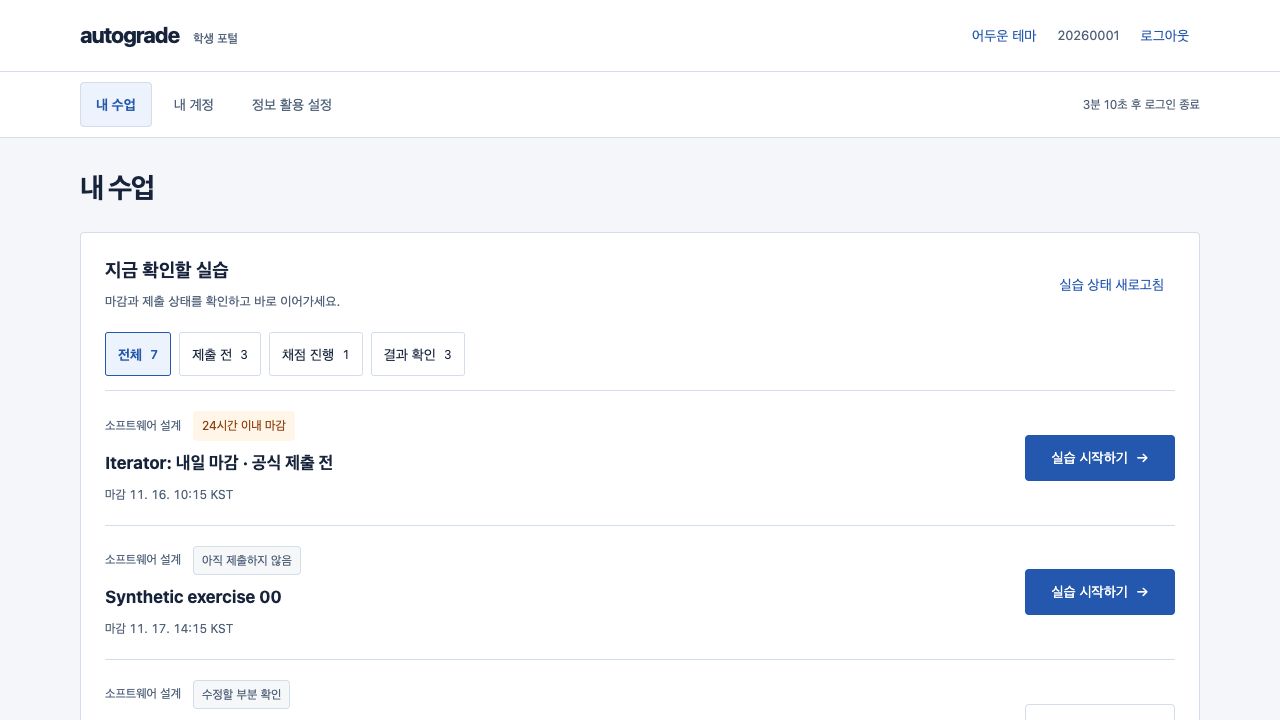 autograde 학생 포털
어두운 테마 20260001 로그아웃
내 수업 내 계정 정보 활용 설정
3분 10초 후 로그인 종료
내 수업
지금 확인할 실습
마감과 제출 상태를 확인하고 바로 이어가세요.
실습 상태 새로고침
전체 7 제출 전 3 채점 진행 1 결과 확인 3
소프트웨어 설계 24시간 이내 마감
Iterator: 내일 마감 · 공식 제출 전
마감 11. 16. 10:15 KST
실습 시작하기 →
소프트웨어 설계 아직 제출하지 않음
Synthetic exercise 00
마감 11. 17. 14:15 KST
실습 시작하기 →
소프트웨어 설계 수정할 부분 확인